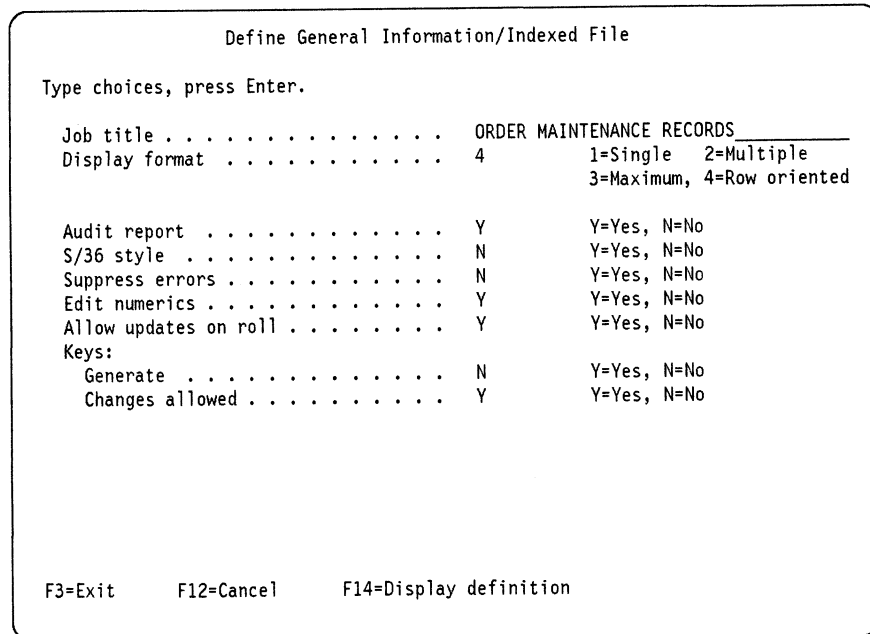 Define General Information/Indexed File
Type choices, press Enter.
Job title . . . . . . . . . . . . . . ORDER MAINTENANCE RECORDS___________
Display format . . . . . . . . . . . 4 1=Single 2=Multiple
3=Maximum, 4=Row oriented
Audit report . . . . . . . . . . . . Y Y=Yes, N=No
S/36 style . . . . . . . . . . . . . N Y=Yes, N=No
Suppress errors . . . . . . . . . . . N Y=Yes, N=No
Edit numerics . . . . . . . . . . . . Y Y=Yes, N=No
Allow updates on roll . . . . . . . . Y Y=Yes, N=No
Keys:
Generate . . . . . . . . . . . . . N Y=Yes, N=No
Changes allowed . . . . . . . . . . Y Y=Yes, N=No
F3=Exit F12=Cancel F14=Display definition